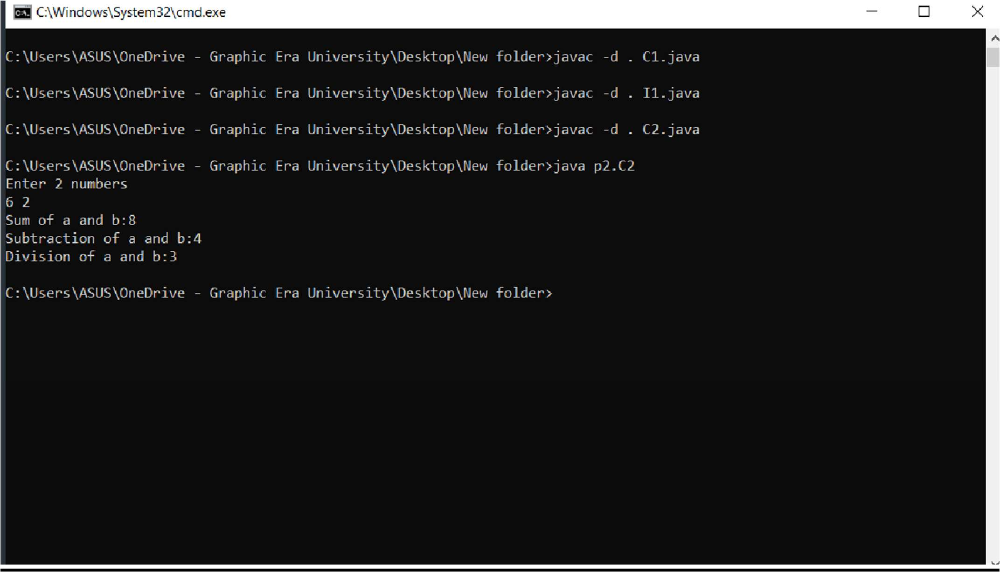 C:\Windows\System32\cmd.exe
C:\Users\ASUS\OneDrive - Graphic Era University\Desktop\New folder>javac -d . C1.java
C:\Users\ASUS\OneDrive - Graphic Era University\Desktop\New folder>javac -d . I1.java
C:\Users\ASUS\OneDrive - Graphic Era University\Desktop\New folder>javac -d . C2.java
C:\Users\ASUS\OneDrive - Graphic Era University\Desktop\New folder>java p2.C2
Enter 2 numbers
6 2
Sum of a and b:8
Subtraction of a and b:4
Division of a and b:3
C:\Users\ASUS\OneDrive - Graphic Era University\Desktop\New folder>